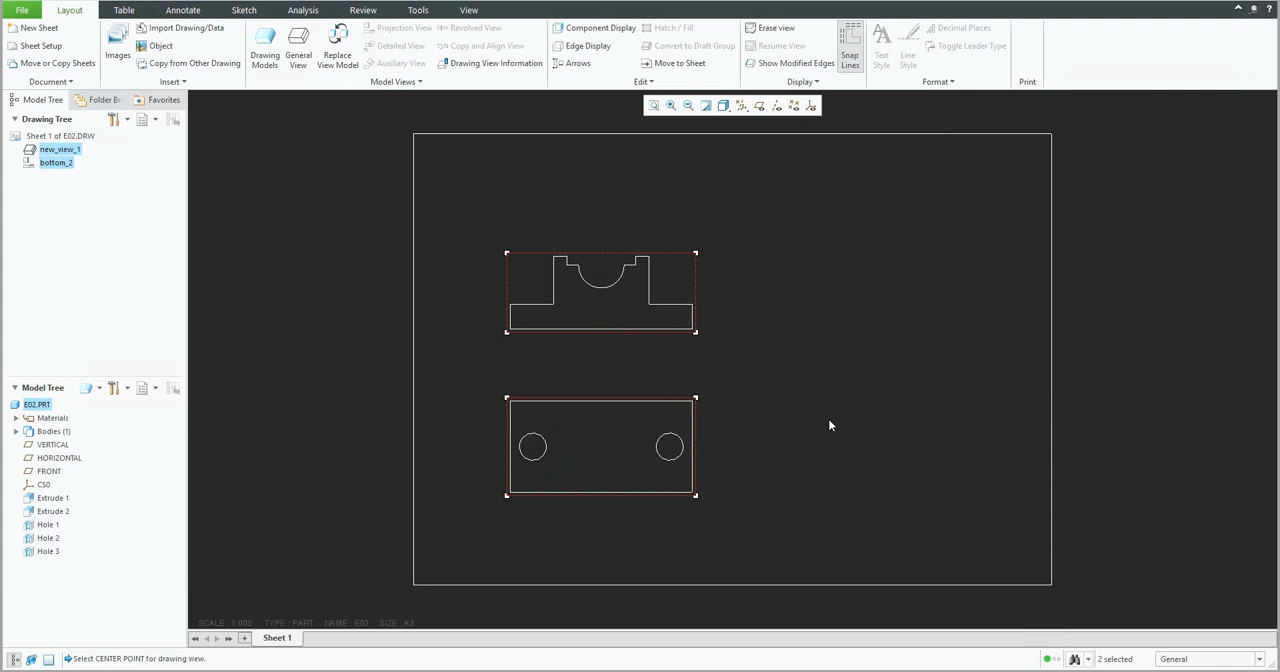 File Layout Table Annotate Sketch Analysis Review Tools View
New Sheet
Sheet Setup
Move or Copy Sheets
Document
Images
Import Drawing/Data
Object
Copy from Other Drawing
Insert
Drawing Models
General View
Replace View Model
Projection View
Detailed View
Auxiliary View
Revolved View
Copy and Align View
Drawing View Information
Model Views
Component Display
Edge Display
Arrows
Hatch / Fill
Convert to Draft Group
Move to Sheet
Edit
Erase view
Resume View
Show Modified Edges
Snap Lines
Display
Text Style
Line Style
Decimal Places
Toggle Leader Type
Format
Print
Model Tree Folder Br Favorites
Drawing Tree
Sheet 1 of E02.DRW
new_view_1
bottom_2
Model Tree
E02.PRT
Materials
Bodies (1)
VERTICAL
HORIZONTAL
FRONT
CS0
Extrude 1
Extrude 2
Hole 1
Hole 2
Hole 3
SCALE : 1.000 TYPE : PART NAME : E02 SIZE : A3
Sheet 1
Select CENTER POINT for drawing view.
2 selected
General